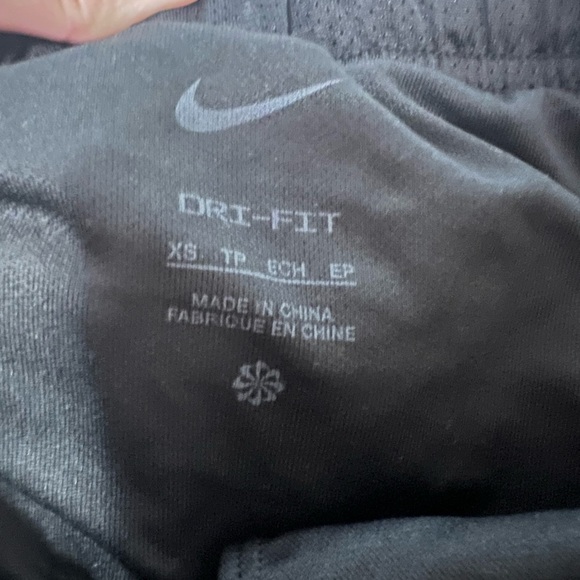 DRI-FIT
XS TP ECH EP
MADE IN CHINA
FABRIQUE EN CHINE